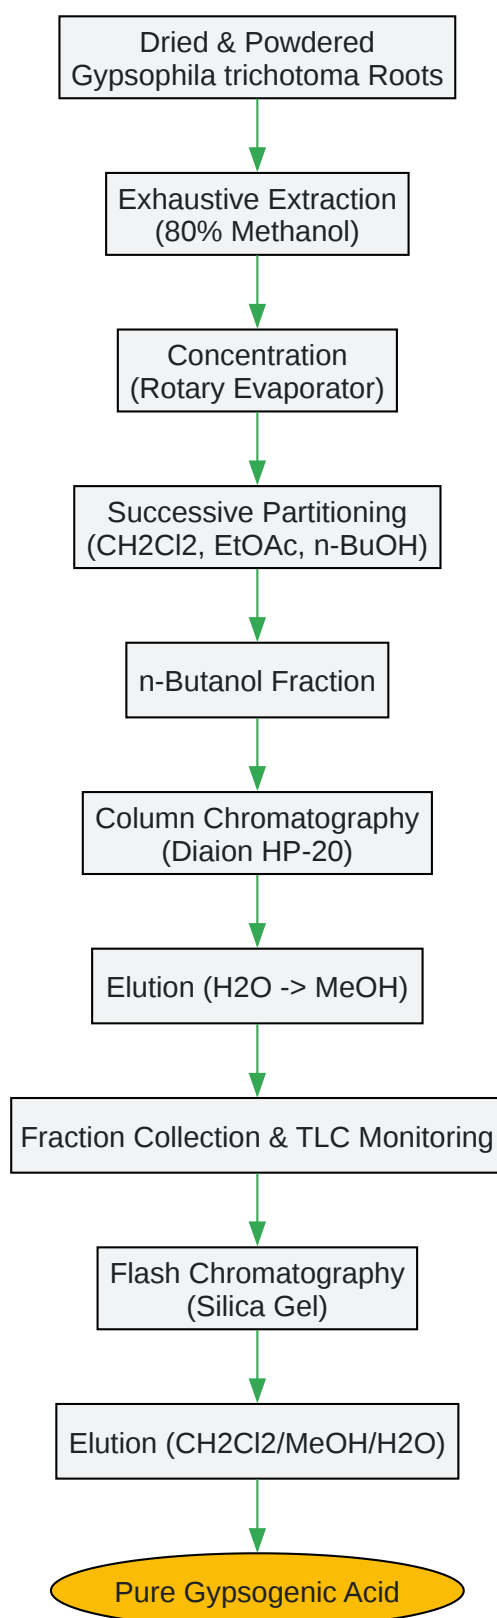 Dried & Powdered
Gypsophila trichotoma Roots
Exhaustive Extraction
(80% Methanol)
Concentration
(Rotary Evaporator)
Successive Partitioning
(CH2Cl2, EtOAc, n-BuOH)
n-Butanol Fraction
Column Chromatography
(Diaion HP-20)
Elution (H2O -> MeOH)
Fraction Collection & TLC Monitoring
Flash Chromatography
(Silica Gel)
Elution (CH2Cl2/MeOH/H2O)
Pure Gypsogenic Acid